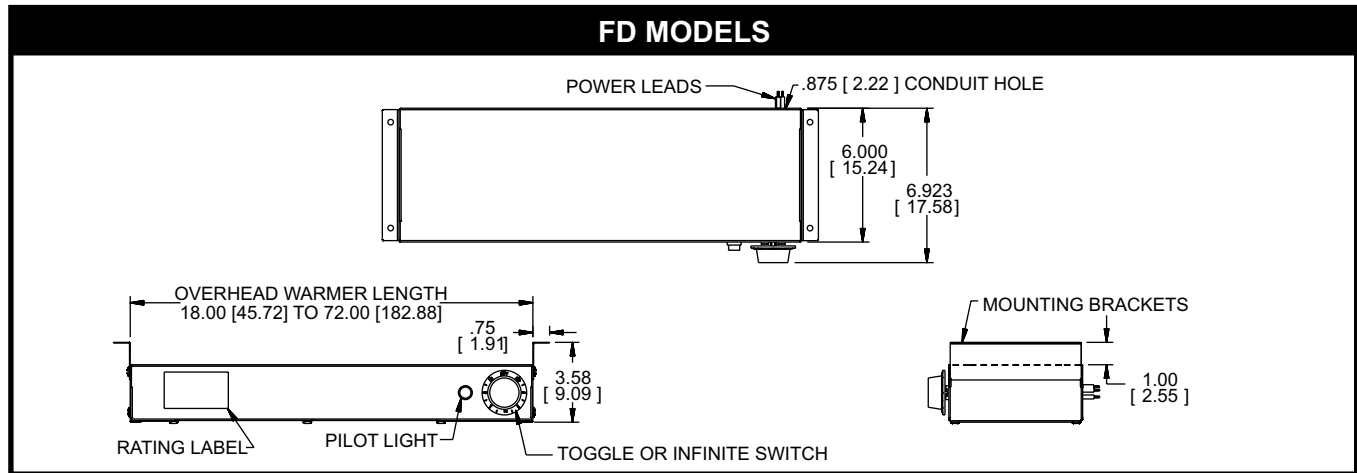 FD MODELS
POWER LEADS
.875 [ 2.22 ] CONDUIT HOLE
6.000
[ 15.24 ]
6.923
[ 17.58 ]
OVERHEAD WARMER LENGTH
18.00 [45.72] TO 72.00 [182.88]
.75
[ 1.91]
3.58
[ 9.09 ]
RATING LABEL
PILOT LIGHT
TOGGLE OR INFINITE SWITCH
MOUNTING BRACKETS
1.00
[ 2.55 ]